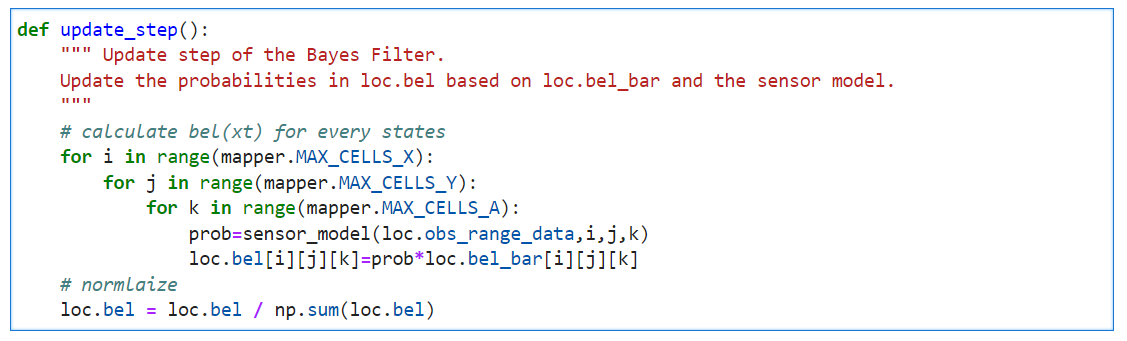 def update_step():
    """ Update step of the Bayes Filter.
    Update the probabilities in loc.bel based on loc.bel_bar and the sensor model.
    """
    # calculate bel(xt) for every states
    for i in range(mapper.MAX_CELLS_X):
        for j in range(mapper.MAX_CELLS_Y):
            for k in range(mapper.MAX_CELLS_A):
                prob=sensor_model(loc.obs_range_data,i,j,k)
                loc.bel[i][j][k]=prob*loc.bel_bar[i][j][k]
    # normlaize
    loc.bel = loc.bel / np.sum(loc.bel)